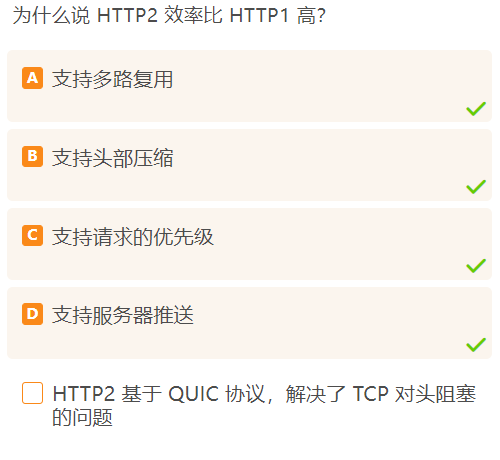 为什么说 HTTP2 效率比 HTTP1 高?
A 支持多路复用
B 支持头部压缩
C 支持请求的优先级
D 支持服务器推送
HTTP2 基于 QUIC 协议，解决了 TCP 对头阻塞
的问题